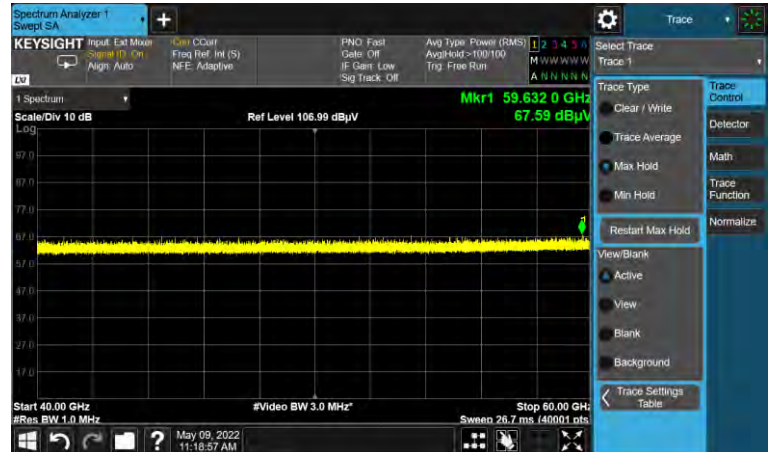 Spectrum Analyzer 1
Swept SA
Trace
KEYSIGHT
Input: Ext Mixer
Signal ID: On
Align: Auto
Corr CCorr
Freq Ref: Int (S)
NFE: Adaptive
PNO: Fast
Gate: Off
IF Gain: Low
Sig Track: Off
Avg Type: Power (RMS)
Avg|Hold:>100/100
Trig: Free Run
1 2 3 4 5 6
M W W W W W
A N N N N N
LXI
Select Trace
Trace 1
1 Spectrum
Scale/Div 10 dB
Ref Level 106.99 dBµV
Mkr1 59.632 0 GHz
67.59 dBµV
Log
97.0
87.0
77.0
67.0
57.0
47.0
37.0
27.0
17.0
1
Start 40.00 GHz
#Video BW 3.0 MHz*
Stop 60.00 GHz
#Res BW 1.0 MHz
Sweep 26.7 ms (40001 pts)
Trace Type
Clear / Write
Trace Average
Max Hold
Min Hold
Restart Max Hold
View/Blank
Active
View
Blank
Background
Trace Settings
Table
Trace
Control
Detector
Math
Trace
Function
Normalize
?
May 09, 2022
11:18:57 AM